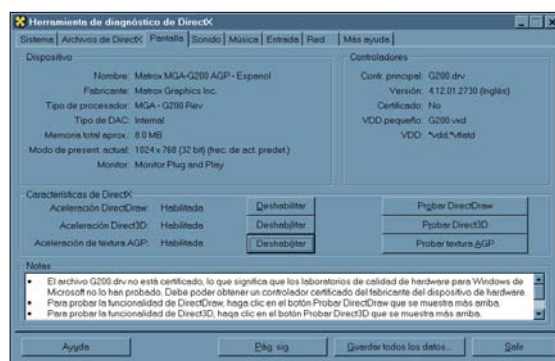 Herramienta de diagnóstico de DirectX
Sistema Archivos de DirectX Pantalla Sonido Música Entrada Red Más ayuda
Dispositivo
Nombre: Matrox MGA-G200 AGP - Espanol
Fabricante: Matrox Graphics Inc.
Tipo de procesador: MGA - G200 Rev
Tipo de DAC: Internal
Memoria total aprox.: 8.0 MB
Modo de present. actual: 1024 x 768 (32 bit) (frec. de act. predet.)
Monitor: Monitor Plug and Play
Controladores
Contr. principal: G200.drv
Versión: 4.12.01.2730 (Inglés)
Certificado: No
VDD pequeño: G200.vxd
VDD: *vdd,*vflatd
Características de DirectX
Aceleración DirectDraw: Habilitada Deshabilitar Probar DirectDraw
Aceleración Direct3D: Habilitada Deshabilitar Probar Direct3D
Aceleración de textura AGP: Habilitada Deshabilitar Probar textura AGP
Notas
• El archivo G200.drv no está certificado, lo que significa que los laboratorios de calidad de hardware para Windows de
Microsoft no lo han probado. Debe poder obtener un controlador certificado del fabricante del dispositivo de hardware.
• Para probar la funcionalidad de DirectDraw, haga clic en el botón Probar DirectDraw que se muestra más arriba.
• Para probar la funcionalidad de Direct3D, haga clic en el botón Probar Direct3D que se muestra más arriba.
Ayuda Pág. sig. Guardar todos los datos... Salir